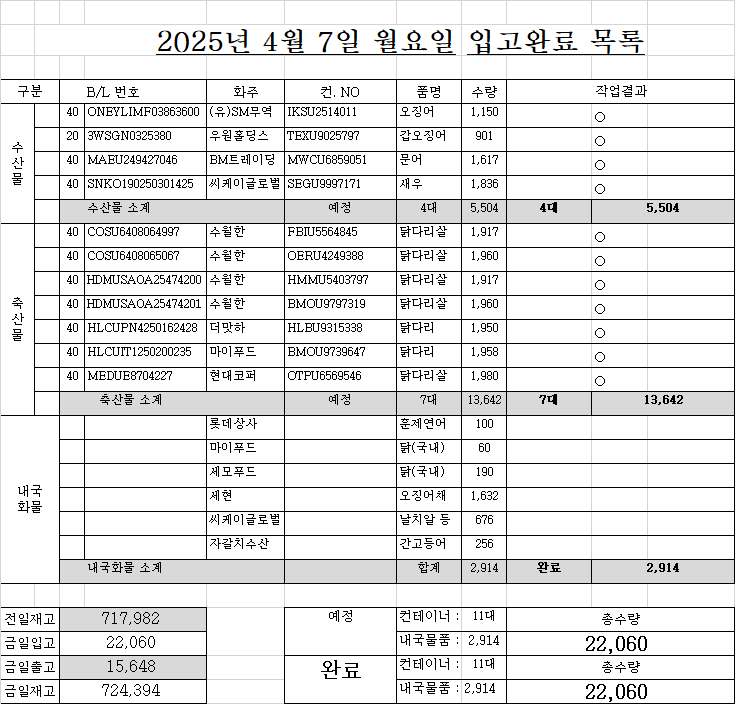 2025년 4월 7일 월요일 입고완료 목록
구분 B/L 번호 화주 컨. NO 품명 수량 작업결과
수산물
40 ONEYLIMF03863600 (유)SM무역 IKSU2514011 오징어 1,150 ○
20 3WSGN0325380 우원홀딩스 TEXU9025797 갑오징어 901 ○
40 MAEU249427046 BM트레이딩 MWCU6859051 문어 1,617 ○
40 SNKO190250301425 씨케이글로벌 SEGU9997171 새우 1,836 ○
수산물 소계 예정 4대 5,504 4대 5,504
축산물
40 COSU6408064997 수월한 FBIU5564845 닭다리살 1,917 ○
40 COSU6408065067 수월한 OERU4249388 닭다리살 1,960 ○
40 HDMUSAOA25474200 수월한 HMMU5403797 닭다리살 1,917 ○
40 HDMUSAOA25474201 수월한 BMOU9797319 닭다리살 1,960 ○
40 HLCUPN4250162428 더맛하 HLBU9315338 닭다리 1,950 ○
40 HLCUIT1250200235 마이푸드 BMOU9739647 닭다리 1,958 ○
40 MEDUE8704227 현대코퍼 OTPU6569546 닭다리살 1,980 ○
축산물 소계 예정 7대 13,642 7대 13,642
내국화물
롯데상사 훈제연어 100
마이푸드 닭(국내) 60
세모푸드 닭(국내) 190
세현 오징어채 1,632
씨케이글로벌 날치알 등 676
자갈치수산 간고등어 256
내국화물 소계 합계 2,914 완료 2,914
전일재고 717,982 예정 컨테이너 : 11대 총수량
금일입고 22,060 내국물품 : 2,914 22,060
금일출고 15,648 완료 컨테이너 : 11대 총수량
금일재고 724,394 내국물품 : 2,914 22,060